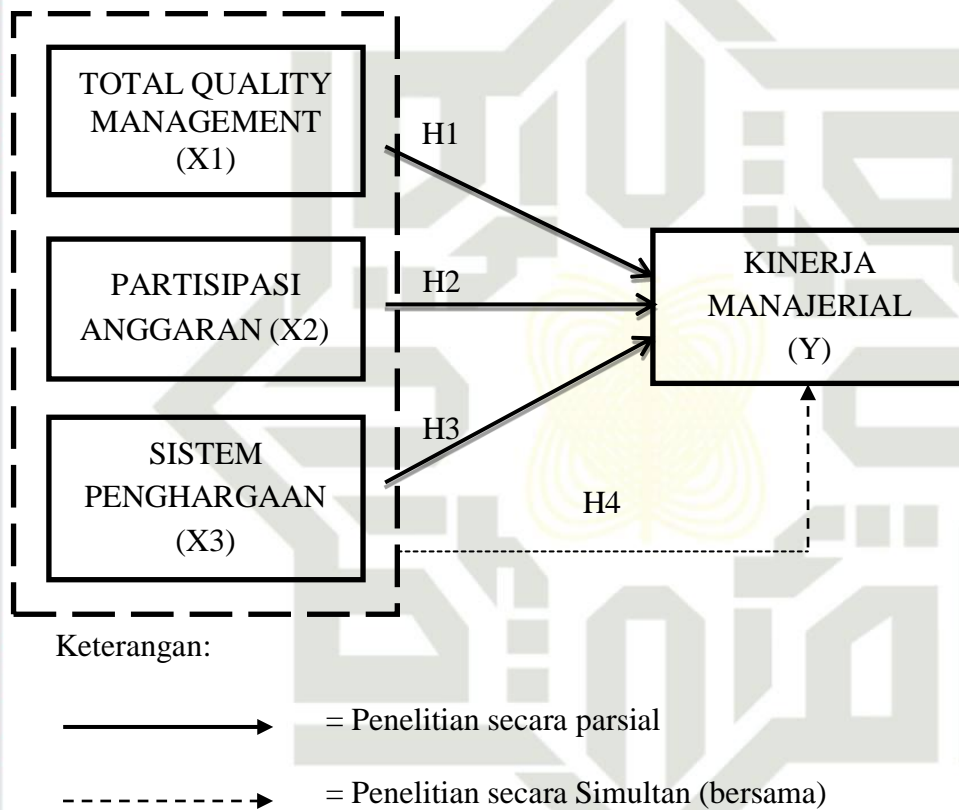 TOTAL QUALITY
MANAGEMENT
(X1)
PARTISIPASI
ANGGARAN (X2)
SISTEM
PENGHARGAAN
(X3)
H1
H2
H3
H4
KINERJA
MANAJERIAL
(Y)
Keterangan:
= Penelitian secara parsial
= Penelitian secara Simultan (bersama)